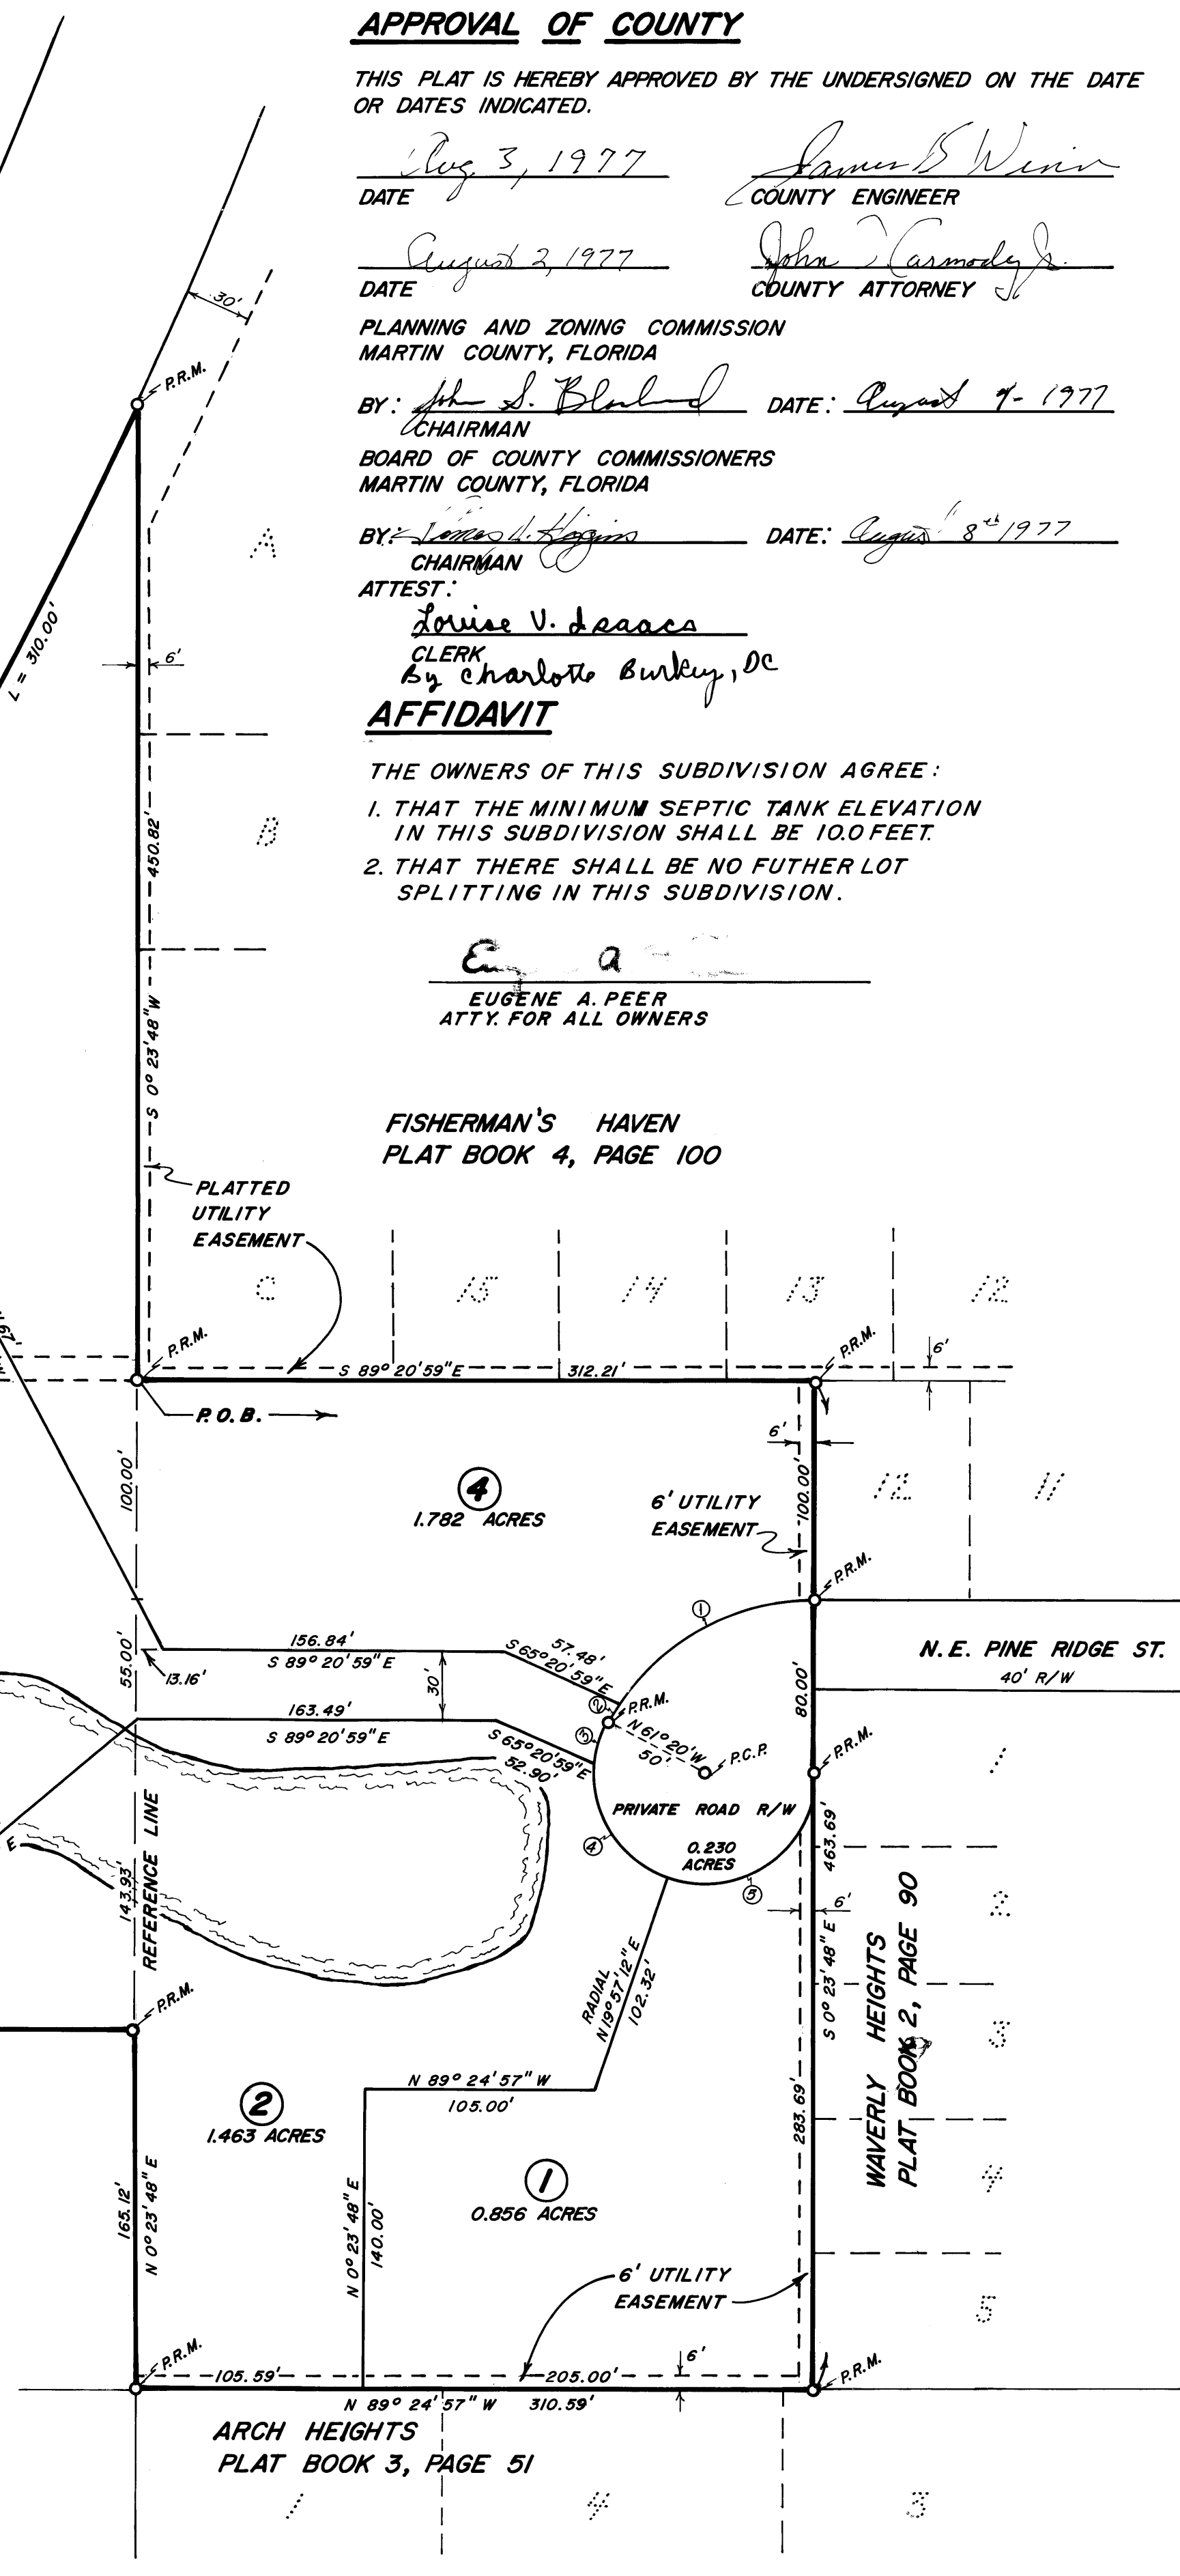 APPROVAL OF COUNTY
THIS PLAT IS HEREBY APPROVED BY THE UNDERSIGNED ON THE DATE
OR DATES INDICATED.
Aug 3, 1977 James B Winn
DATE COUNTY ENGINEER
August 2, 1977 John T Carmody Jr.
DATE COUNTY ATTORNEY
PLANNING AND ZONING COMMISSION
MARTIN COUNTY, FLORIDA
BY: John S. DATE: August 4- 1977
CHAIRMAN
BOARD OF COUNTY COMMISSIONERS
MARTIN COUNTY, FLORIDA
BY: Higgins DATE: August 8th 1977
CHAIRMAN
ATTEST:
Louise V. Isaacs
CLERK
By Charlotte Burkey, DC
AFFIDAVIT
THE OWNERS OF THIS SUBDIVISION AGREE:
1. THAT THE MINIMUM SEPTIC TANK ELEVATION
IN THIS SUBDIVISION SHALL BE 10.0 FEET.
2. THAT THERE SHALL BE NO FUTHER LOT
SPLITTING IN THIS SUBDIVISION.
A
EUGENE A. PEER
ATTY. FOR ALL OWNERS
FISHERMAN'S HAVEN
PLAT BOOK 4, PAGE 100
30'
P.R.M.
L = 310.00'
A
6'
B
450.82'
S 0° 23' 48" W
PLATTED
UTILITY
EASEMENT
C 15 14 13 12
67'
P.R.M.
S 89° 20' 59" E 312.21'
P.R.M.
6'
P.O.B.
6'
100.00'
4
1.782 ACRES
6' UTILITY
EASEMENT
100.00'
12 11
P.R.M.
1
156.84'
S 89° 20' 59" E
57.48'
S 65° 20' 59" E
55.00'
13.16'
30'
N.E. PINE RIDGE ST.
40' R/W
80.00'
163.49'
S 89° 20' 59" E
S 65° 20' 59" E
52.90'
2
P.R.M.
3
N 61° 20' W
50'
P.C.P.
P.R.M.
1
PRIVATE ROAD R/W
0.230
ACRES
4
5
E
REFERENCE LINE
143.93'
463.69'
6'
S 0° 23' 48" E
WAVERLY HEIGHTS
PLAT BOOK 2, PAGE 90
2
3
4
5
RADIAL
N 19° 57' 12" E
102.32'
P.R.M.
N 89° 24' 57" W
105.00'
2
1.463 ACRES
283.69'
1
0.856 ACRES
165.12'
N 0° 23' 48" E
N 0° 23' 48" E
140.00'
6' UTILITY
EASEMENT
P.R.M.
105.59' 205.00' 6'
P.R.M.
N 89° 24' 57" W 310.59'
ARCH HEIGHTS
PLAT BOOK 3, PAGE 51
1 4 3